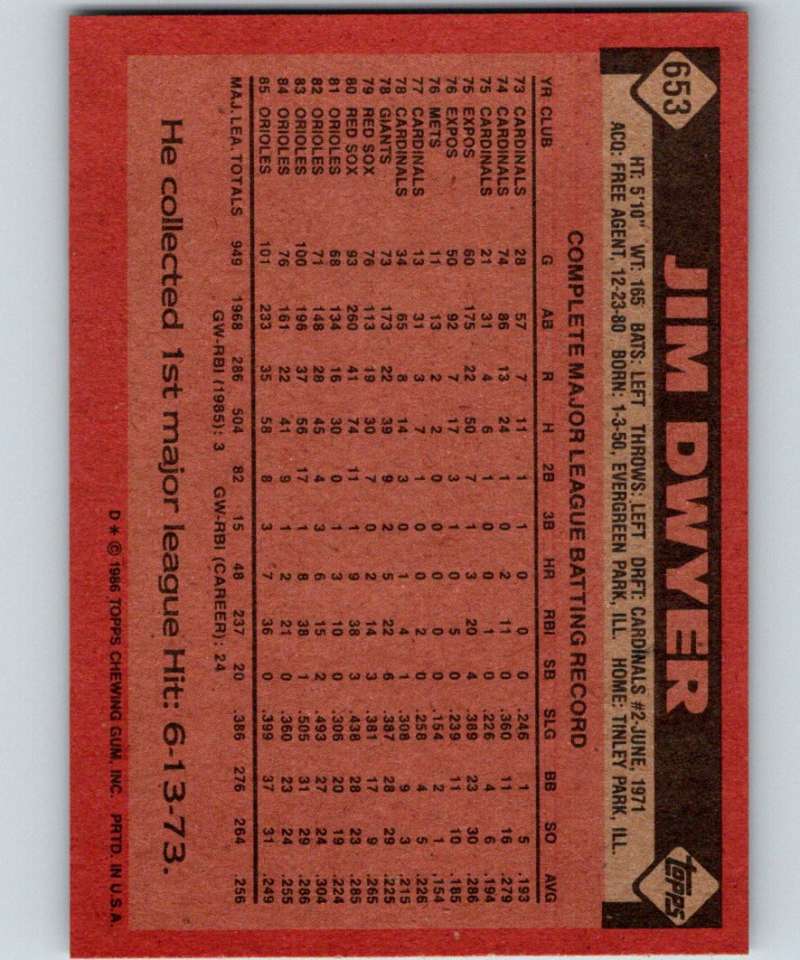 653
JIM DWYER
topps
HT: 5'10" WT: 165 BATS: LEFT THROWS: LEFT DRFT: CARDINALS #2-JUNE, 1971
ACQ: FREE AGENT, 12-23-80 BORN: 1-3-50, EVERGREEN PARK, ILL. HOME: TINLEY PARK, ILL.
COMPLETE MAJOR LEAGUE BATTING RECORD
YR CLUB G AB R H 2B 3B HR RBI SB SLG BB SO AVG
73 CARDINALS 28 57 7 11 1 1 0 0 0 .246 1 5 .193
74 CARDINALS 74 86 13 24 1 0 2 11 0 .360 11 16 .279
75 CARDINALS 21 31 4 6 1 0 0 1 0 .226 4 6 .194
75 EXPOS 60 175 22 50 7 1 3 20 4 .389 23 30 .286
76 EXPOS 50 92 7 17 3 1 0 5 0 .239 11 10 .185
76 METS 11 13 2 2 0 0 0 0 0 .154 2 1 .154
77 CARDINALS 13 31 3 7 1 0 0 2 0 .258 4 5 .226
78 CARDINALS 34 65 8 14 3 0 1 4 1 .308 9 3 .215
78 GIANTS 73 173 22 39 9 2 5 22 6 .387 28 29 .225
79 RED SOX 76 113 19 30 7 0 2 14 3 .381 17 9 .265
80 RED SOX 93 260 41 74 11 1 9 38 3 .438 28 23 .285
81 ORIOLES 68 134 16 30 0 1 3 10 0 .306 20 19 .224
82 ORIOLES 71 148 28 45 4 3 6 15 2 .493 27 24 .304
83 ORIOLES 100 196 37 56 17 1 8 38 1 .505 31 29 .286
84 ORIOLES 76 161 22 41 9 1 2 21 0 .360 23 24 .255
85 ORIOLES 101 233 35 58 8 3 7 36 0 .399 37 31 .249
MAJ. LEA. TOTALS 949 1968 286 504 82 15 48 237 20 .386 276 264 .256
GW-RBI (1985): 3 GW-RBI (CAREER): 24
He collected 1st major league Hit: 6-13-73.
D* © 1986 TOPPS CHEWING GUM, INC. PRTD. IN U.S.A.